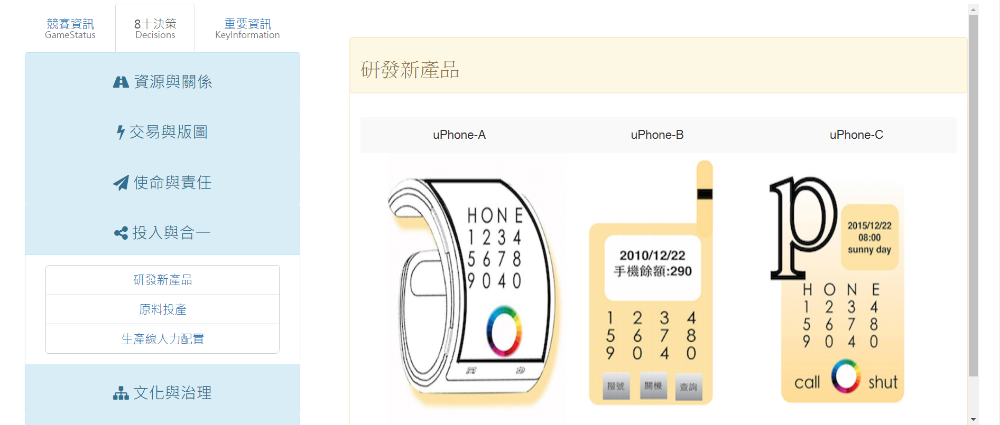 競賽資訊
GameStatus
8十決策
Decisions
重要資訊
KeyInformation
資源與關係
交易與版圖
使命與責任
投入與合一
研發新產品
原料投產
生產線人力配置
文化與治理
研發新產品
uPhone-A
uPhone-B
uPhone-C
HONE
1234
5678
9040
2010/12/22
手機餘額:290
1 2 3 4
5 6 7 8
9 0 4 0
撥號 關機 查詢
p
2015/12/22
08:00
sunny day
H O N E
1 2 3 4
5 6 7 8
9 0 4 0
call shut